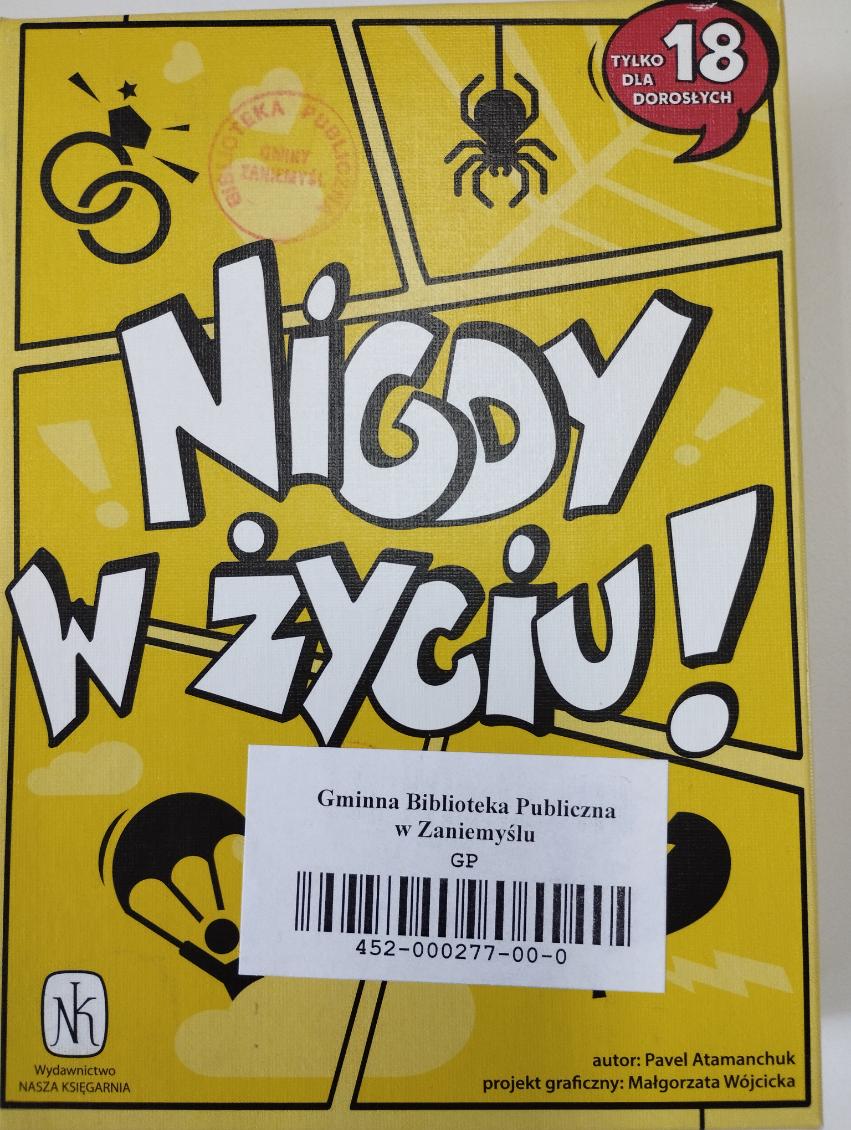 TYLKO 18
DLA
DOROSŁYCH
BIBLIOTEKA PUBLICZNA
GMINY
ZANIEMYŚL
NiGDY
W ŻYCiU!
Gminna Biblioteka Publiczna
w Zaniemyślu
GP
452-000277-00-0
NK
Wydawnictwo
NASZA KSIĘGARNIA
autor: Pavel Atamanchuk
projekt graficzny: Małgorzata Wójcicka